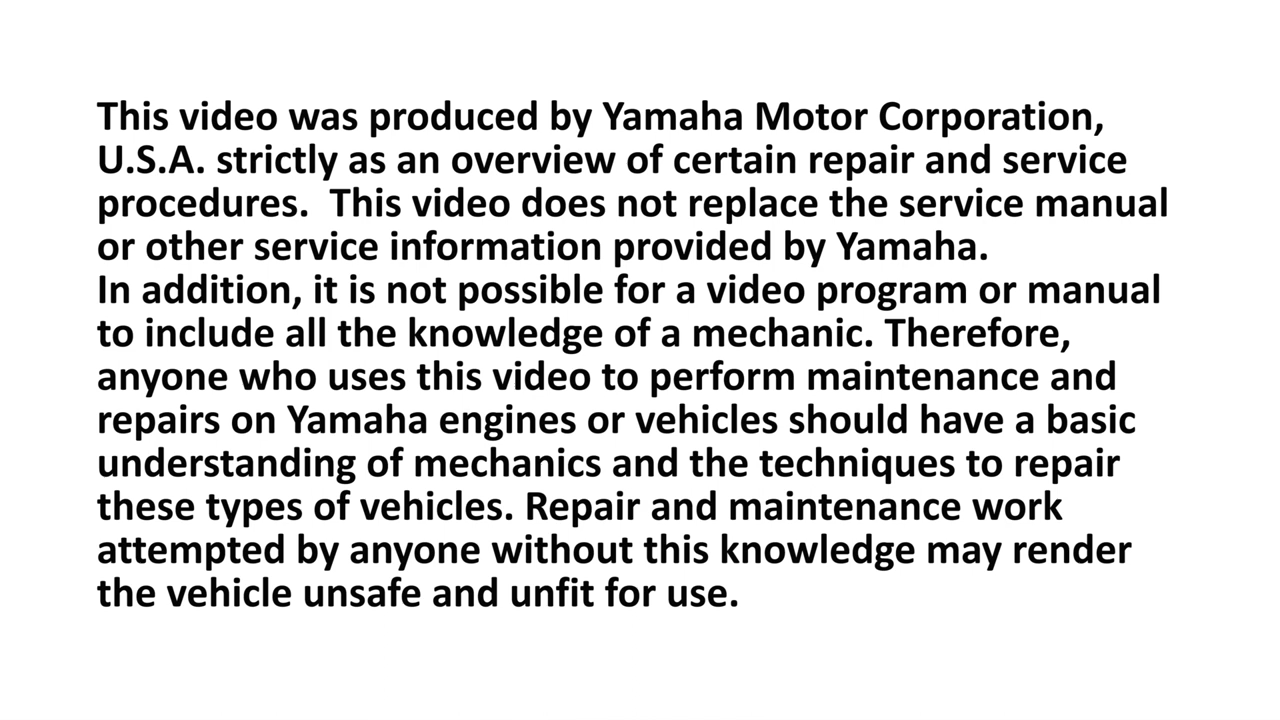 This video was produced by Yamaha Motor Corporation,
U.S.A. strictly as an overview of certain repair and service
procedures.  This video does not replace the service manual
or other service information provided by Yamaha.
In addition, it is not possible for a video program or manual
to include all the knowledge of a mechanic. Therefore,
anyone who uses this video to perform maintenance and
repairs on Yamaha engines or vehicles should have a basic
understanding of mechanics and the techniques to repair
these types of vehicles. Repair and maintenance work
attempted by anyone without this knowledge may render
the vehicle unsafe and unfit for use.